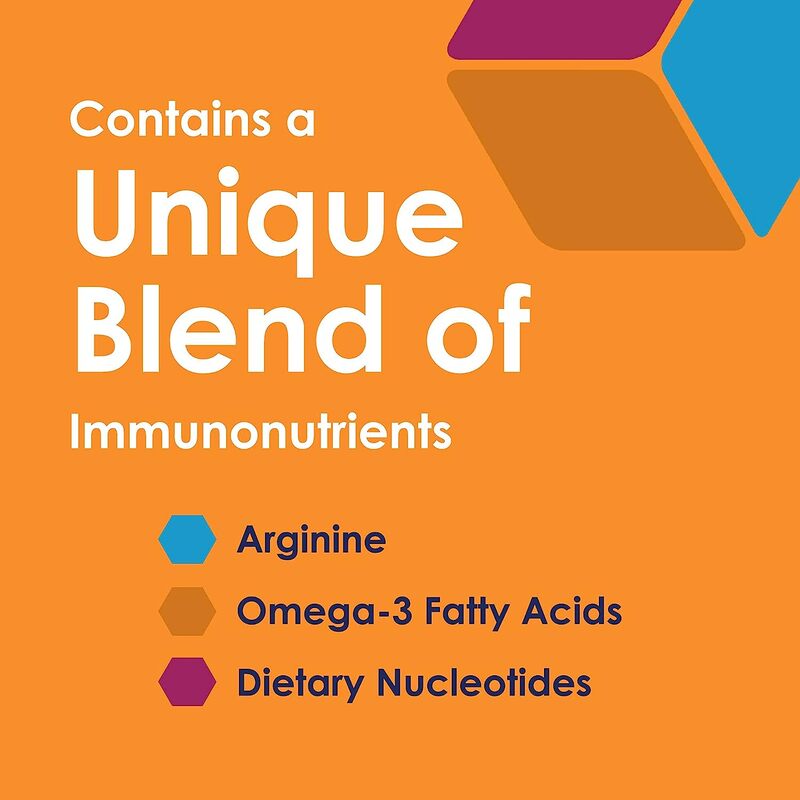 Contains a
Unique
Blend of
Immunonutrients
Arginine
Omega-3 Fatty Acids
Dietary Nucleotides